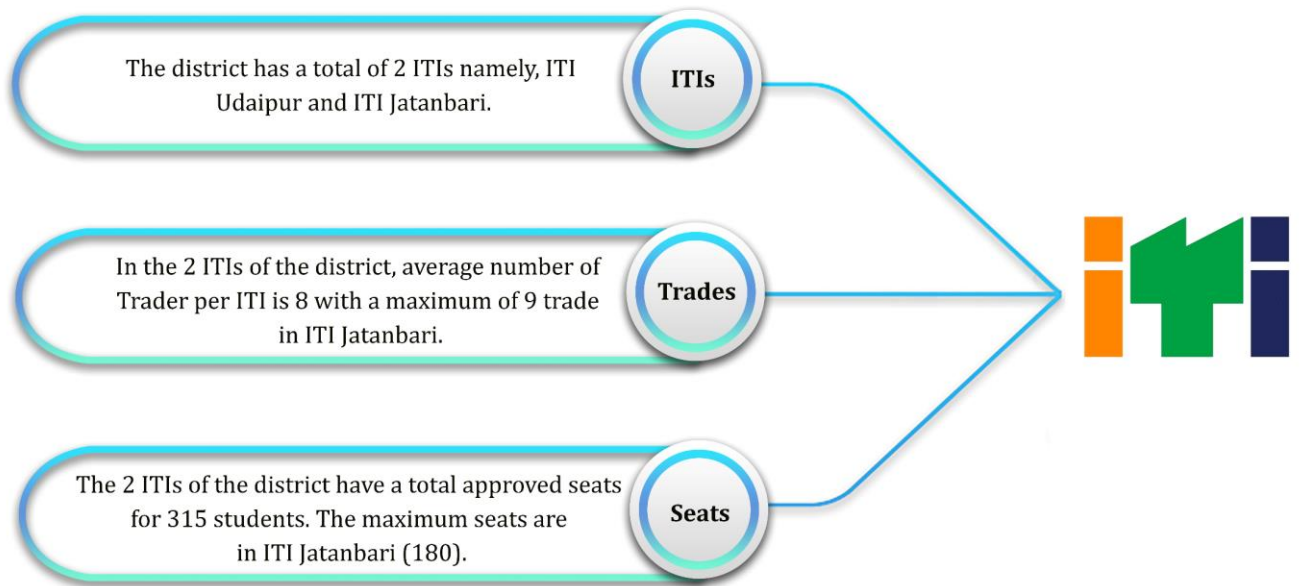 The district has a total of 2 ITIs namely, ITI
Udaipur and ITI Jatanbari.
ITIs
In the 2 ITIs of the district, average number of
Trader per ITI is 8 with a maximum of 9 trade
in ITI Jatanbari.
Trades
The 2 ITIs of the district have a total approved seats
for 315 students. The maximum seats are
in ITI Jatanbari (180).
Seats
iTi